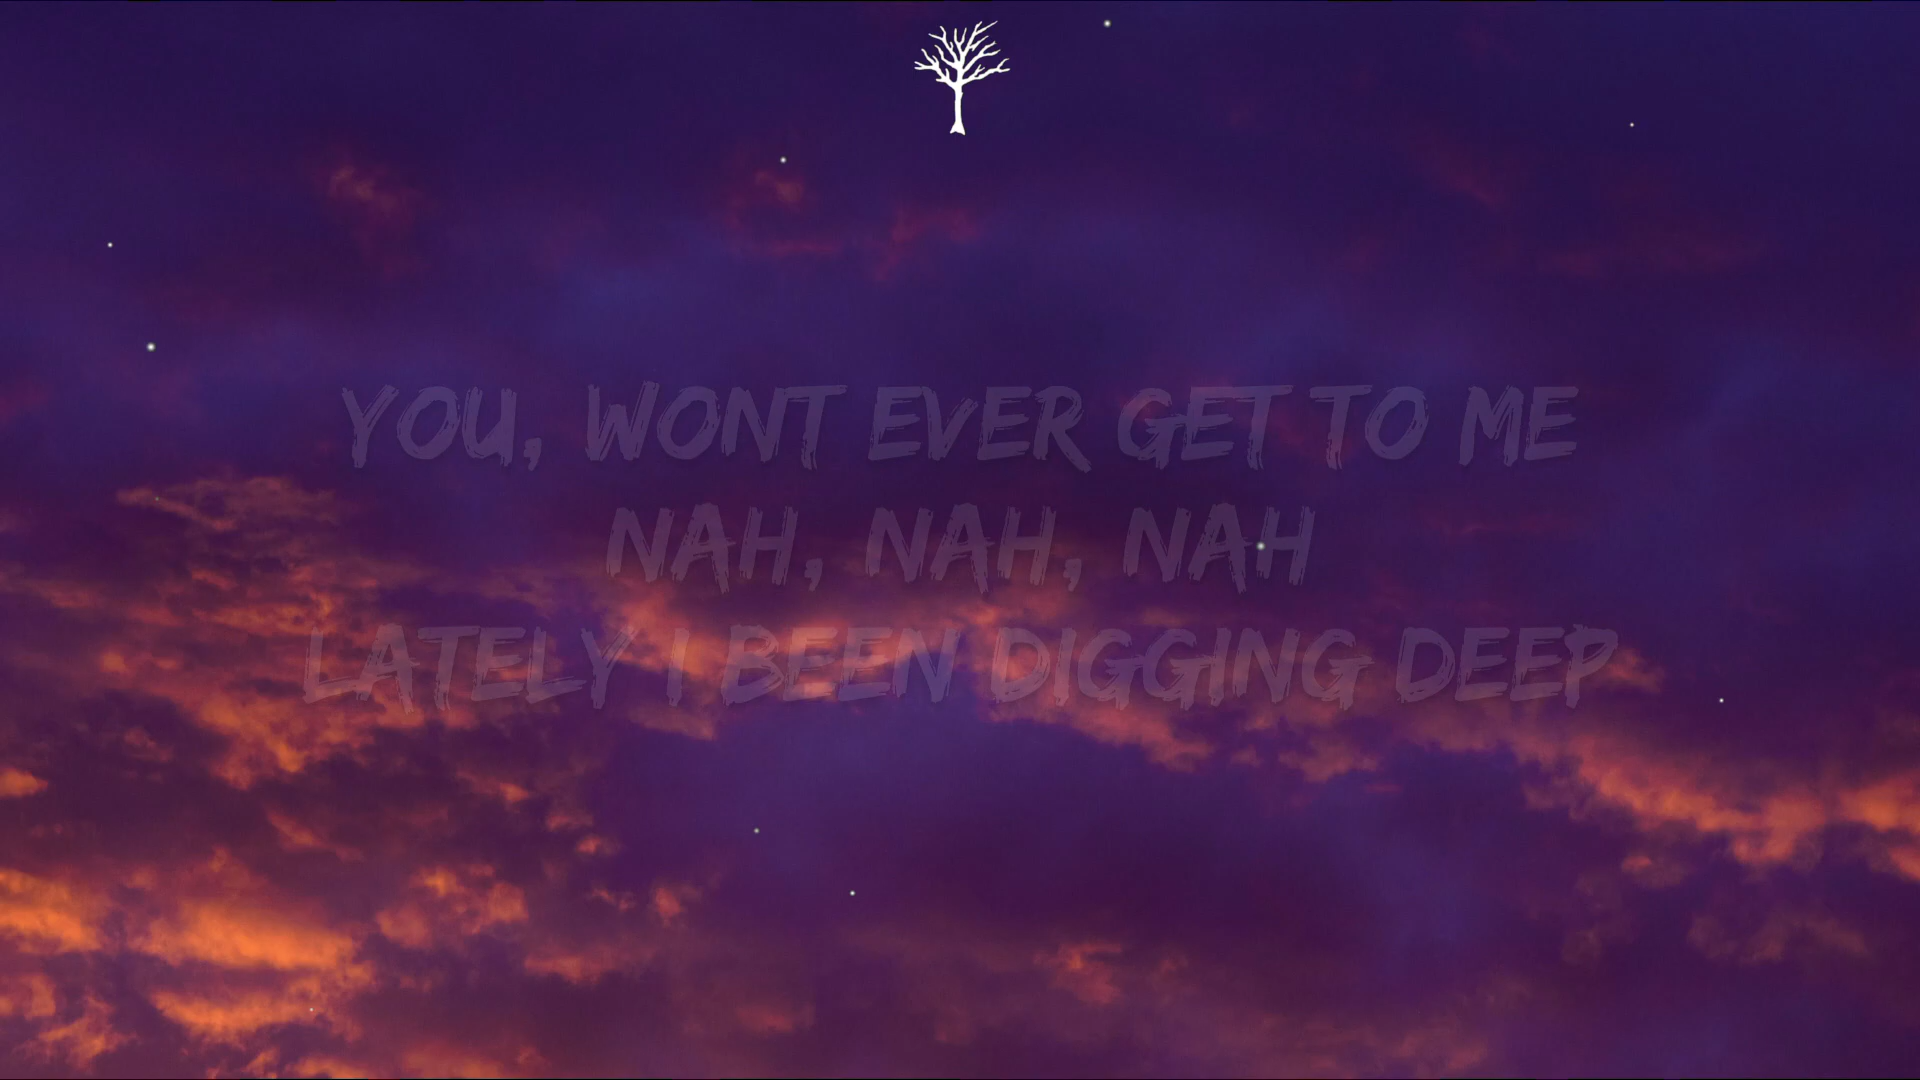 YOU, WONT EVER GET TO ME
NAH, NAH, NAH
LATELY I BEEN DIGGING DEEP